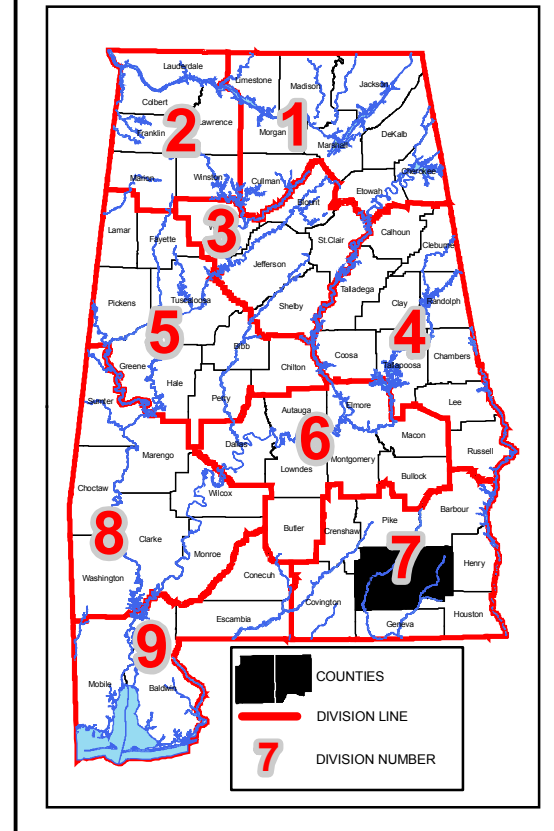 Lauderdale
Limestone
Madison
Jackson
Colbert
Lawrence
Franklin
2
1
Morgan
Marshall
DeKalb
Marion
Winston
Cullman
Cherokee
Etowah
Blount
Lamar
Fayette
3
St.Clair
Calhoun
Cleburne
Jefferson
Talladega
Pickens
Tuscaloosa
Shelby
Clay
Randolph
5
4
Bibb
Greene
Chilton
Coosa
Tallapoosa
Chambers
Hale
Perry
Sumter
Autauga
Elmore
Lee
Marengo
Dallas
6
Macon
Lowndes
Montgomery
Russell
Bullock
Choctaw
Wilcox
Butler
Crenshaw
Pike
Barbour
8
Clarke
Monroe
7
Henry
Washington
Conecuh
Covington
Escambia
Geneva
Houston
9
Mobile
Baldwin
COUNTIES
DIVISION LINE
7
DIVISION NUMBER